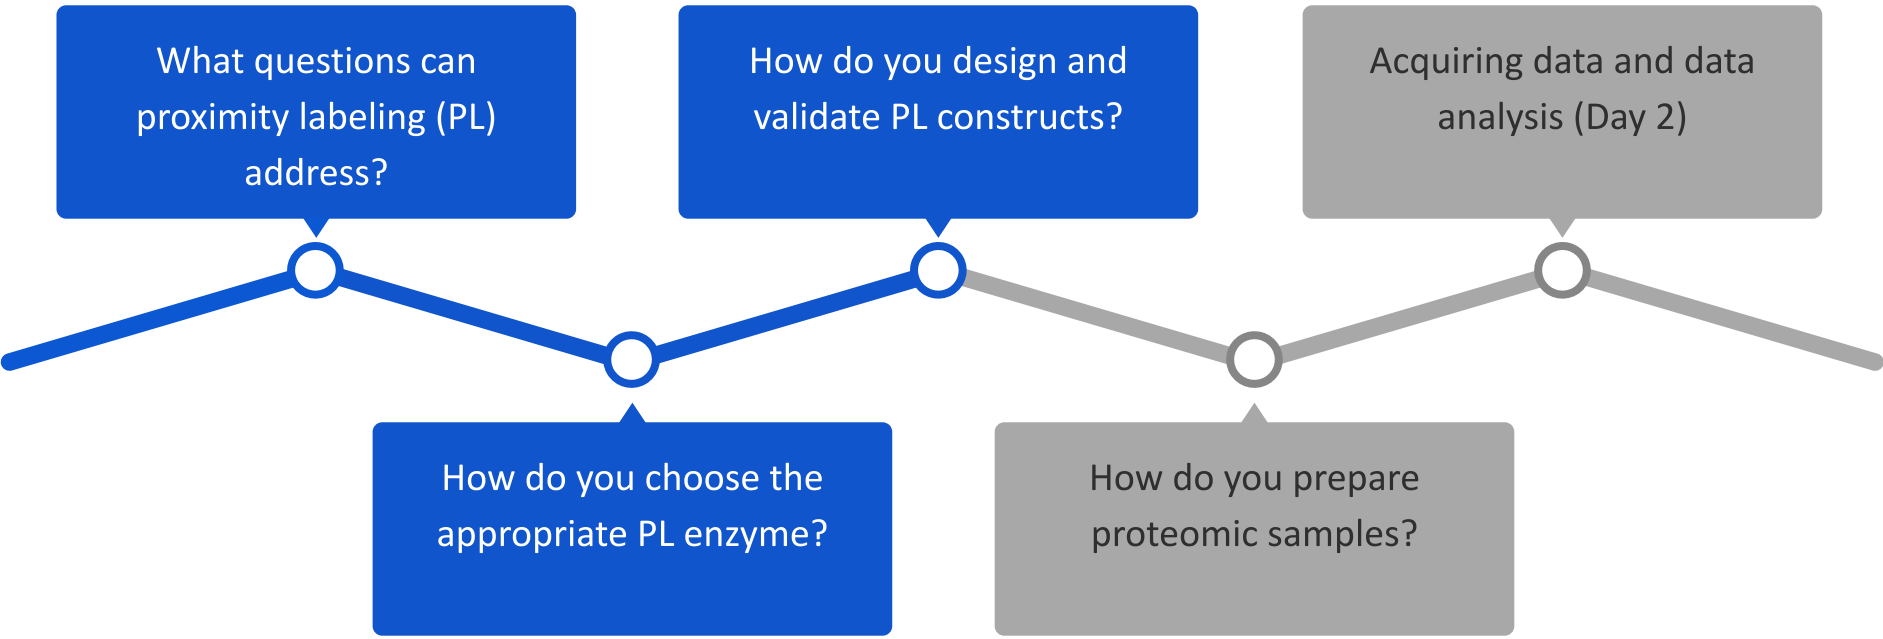 What questions can
proximity labeling (PL)
address?
How do you choose the
appropriate PL enzyme?
How do you design and
validate PL constructs?
How do you prepare
proteomic samples?
Acquiring data and data
analysis (Day 2)